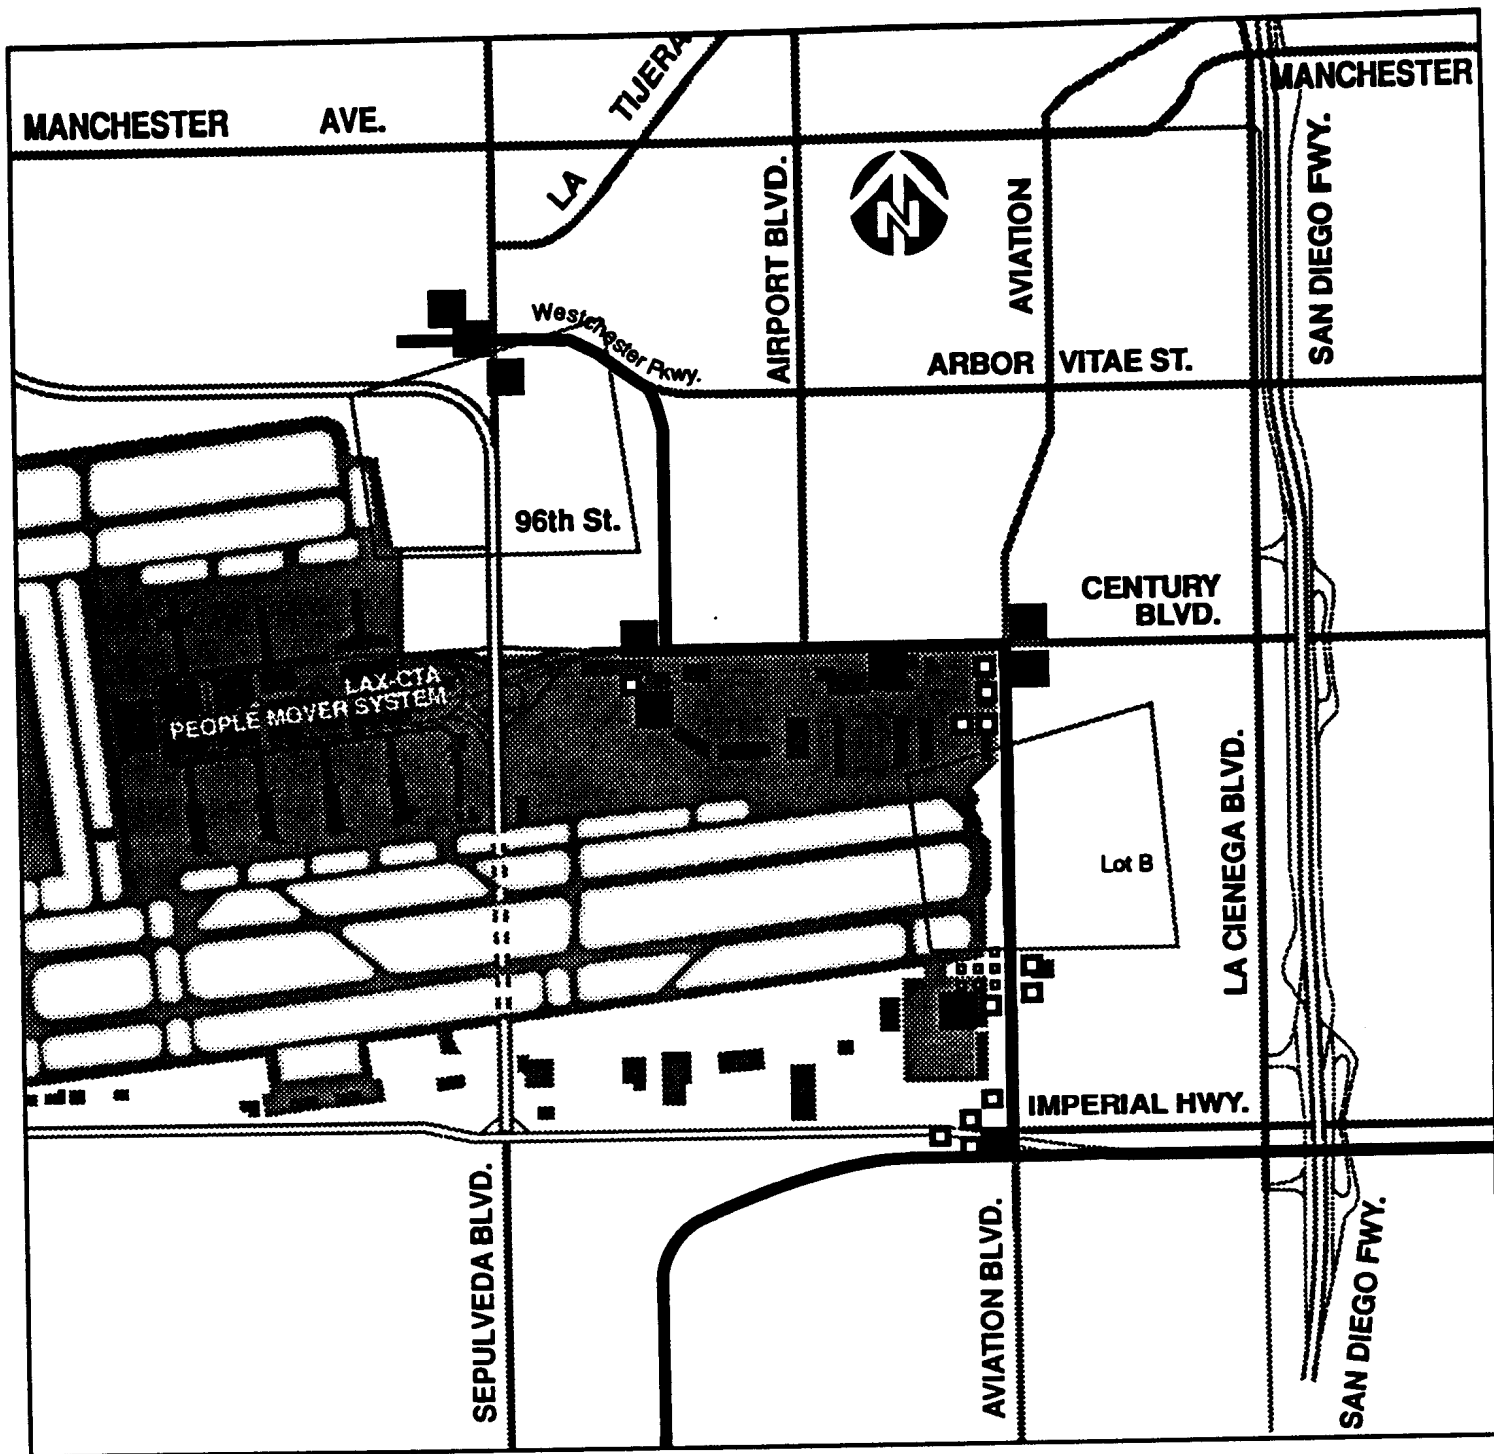 MANCHESTER AVE.
LA TIJERA
MANCHESTER
AIRPORT BLVD.
N
AVIATION
SAN DIEGO FWY.
Westchester Pkwy.
ARBOR VITAE ST.
96th St.
CENTURY
BLVD.
LAX-CTA
PEOPLE MOVER SYSTEM
LA CIENEGA BLVD.
Lot B
IMPERIAL HWY.
SEPULVEDA BLVD.
AVIATION BLVD.
SAN DIEGO FWY.